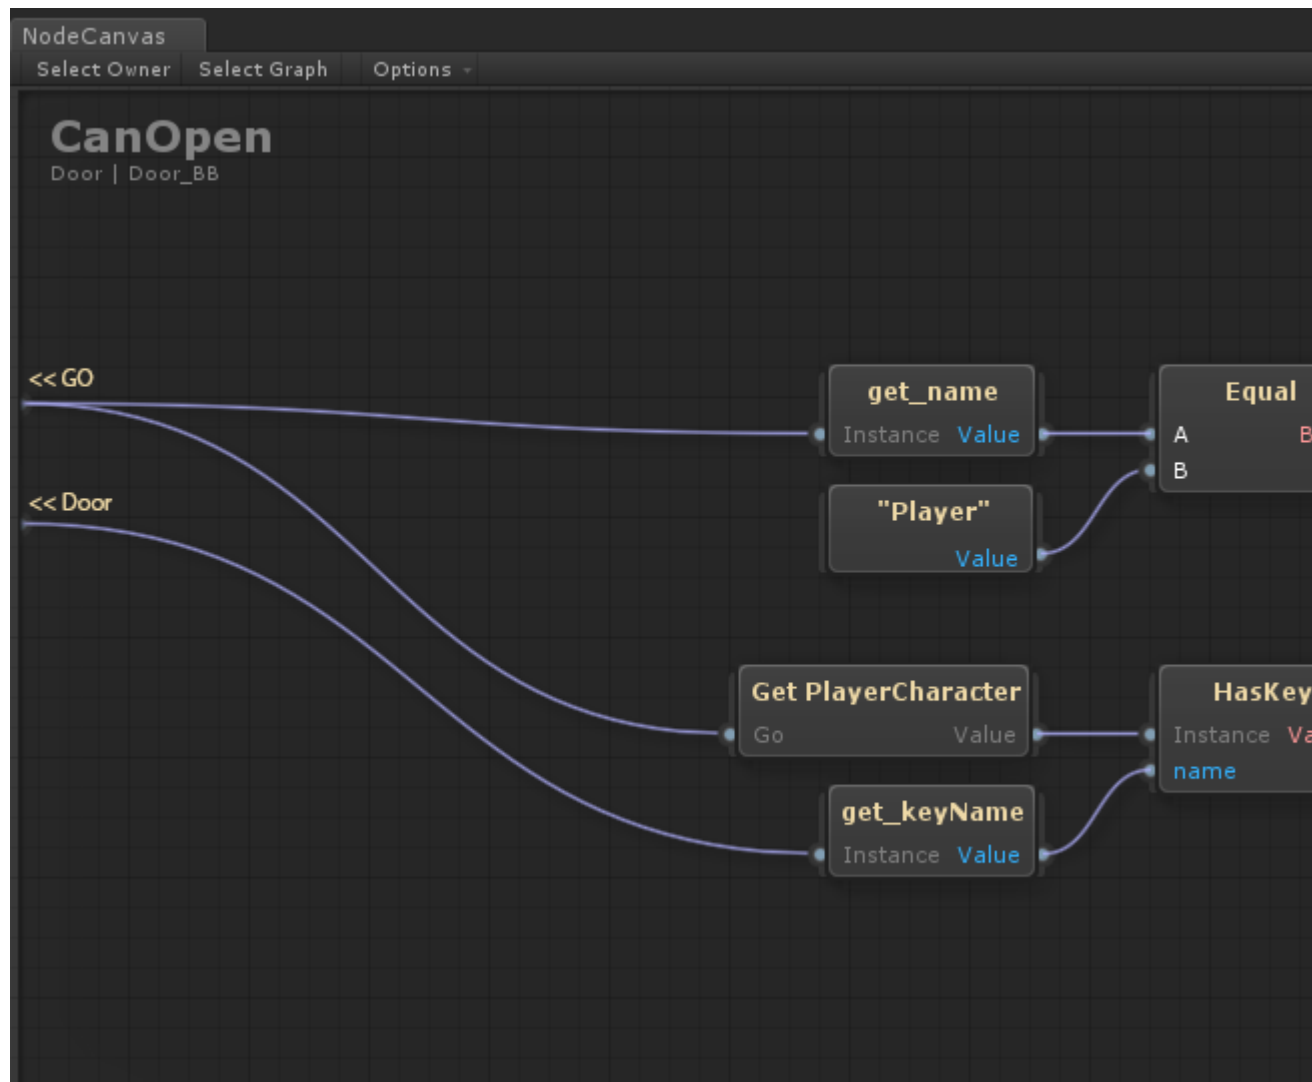 NodeCanvas
Select Owner Select Graph Options
CanOpen
Door | Door_BB
<< GO
get_name
Instance Value
Equal
A
B
"Player"
Value
<< Door
Get PlayerCharacter
Go Value
HasKey
Instance
name
get_keyName
Instance Value